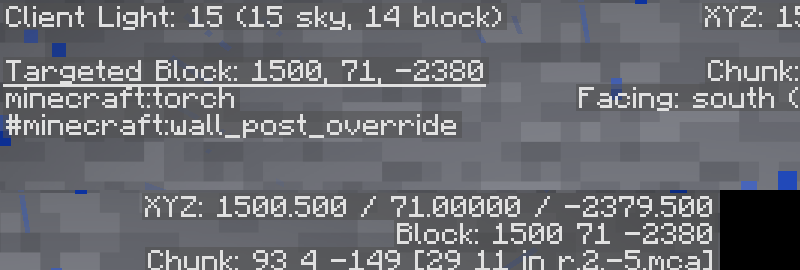 Client Light: 15 (15 sky, 14 block)
XYZ: 15
Targeted Block: 1500, 71, -2380
Chunk:
minecraft:torch
Facing: south (
#minecraft:wall_post_override
XYZ: 1500.500 / 71.00000 / -2379.500
Block: 1500 71 -2380
Chunk: 93 4 -149 [29 11 in r.2.-5.mca]